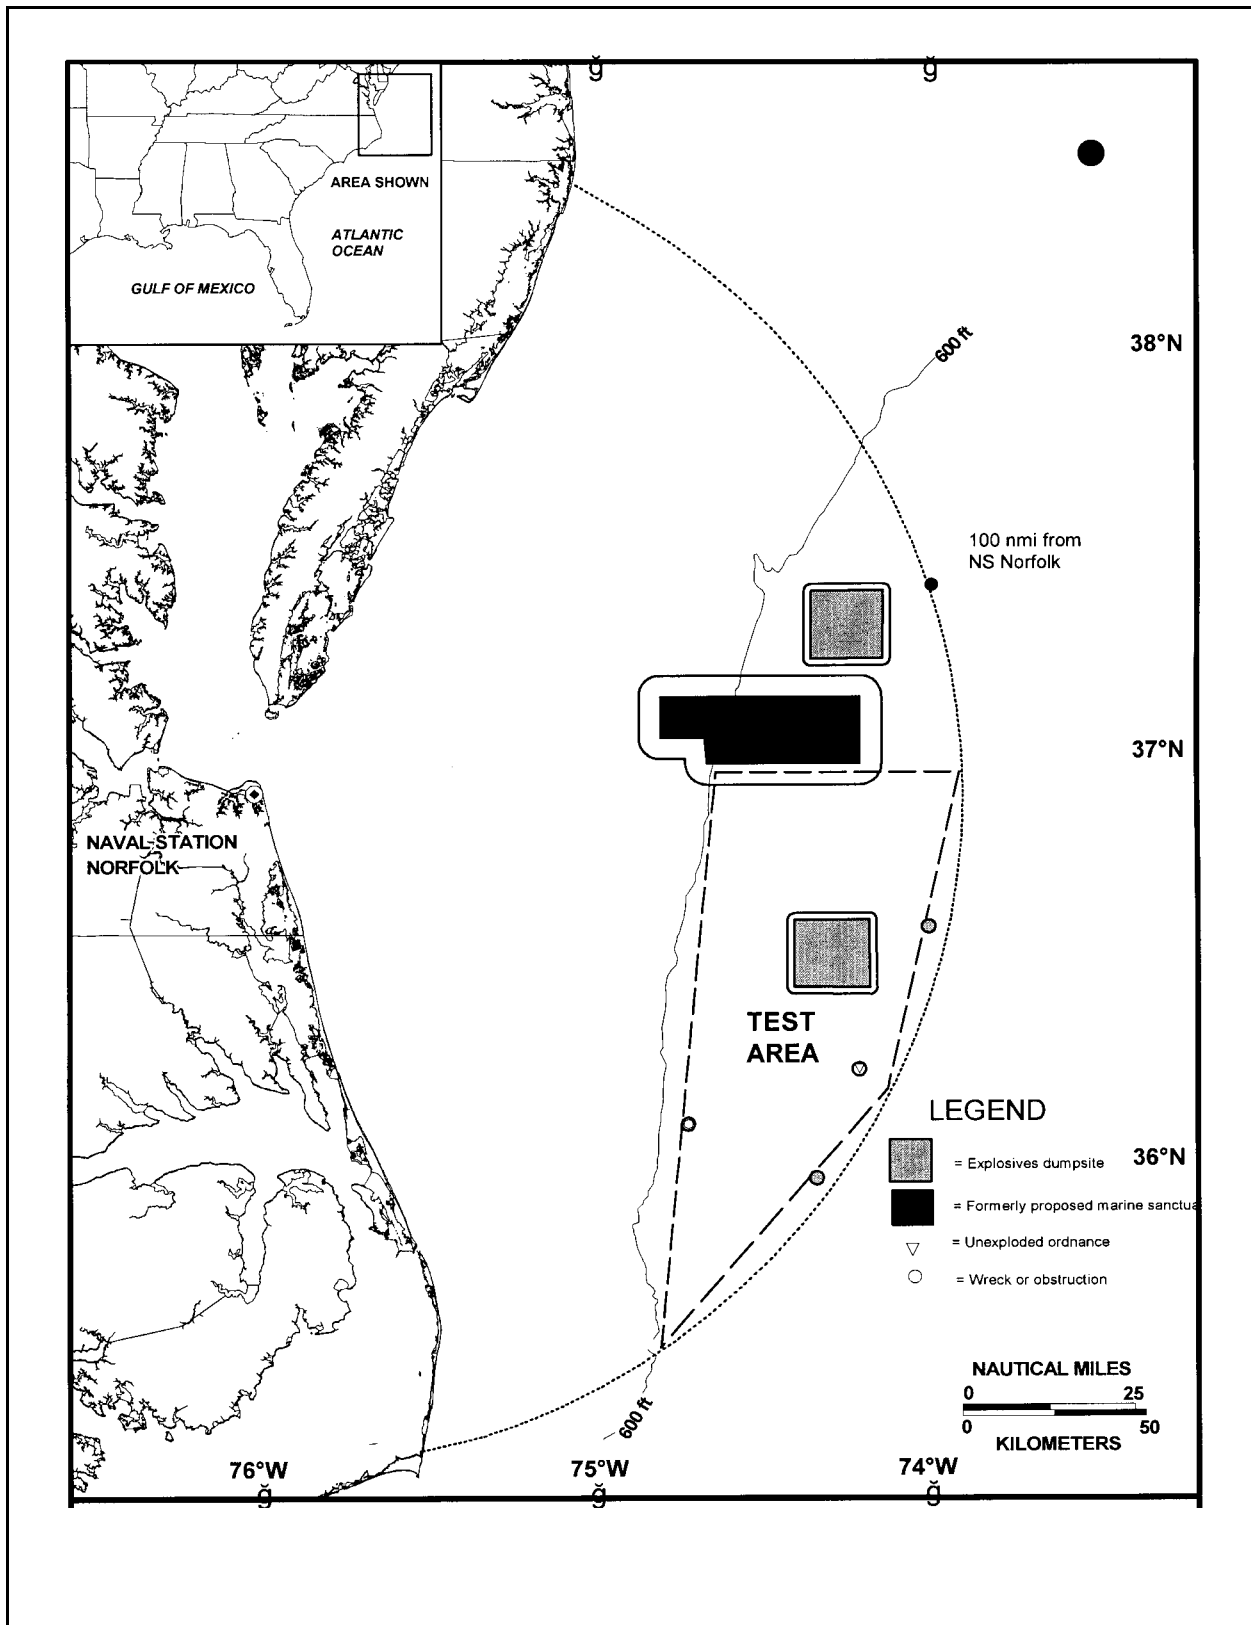 AREA SHOWN
ATLANTIC
OCEAN
GULF OF MEXICO
600 ft
38°N
100 nmi from
NS Norfolk
37°N
NAVAL STATION
NORFOLK
TEST
AREA
LEGEND
= Explosives dumpsite
36°N
= Formerly proposed marine sanctua
= Unexploded ordnance
= Wreck or obstruction
NAUTICAL MILES
0 25
0 50
KILOMETERS
600 ft
76°W
75°W
74°W